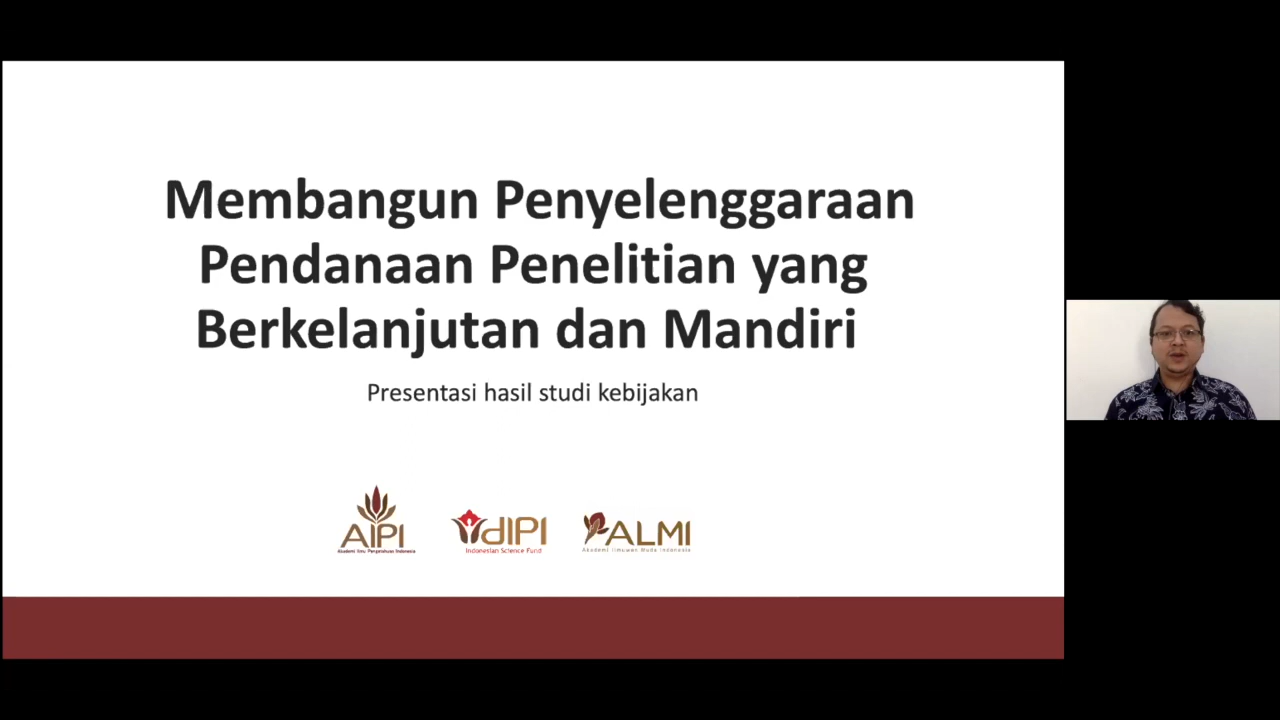 Membangun Penyelenggaraan
Pendanaan Penelitian yang
Berkelanjutan dan Mandiri
Presentasi hasil studi kebijakan
AIPI
Akademi Ilmu Pengetahuan Indonesia
dIPI
Indonesian Science Fund
ALMI
Akademi Ilmuwan Muda Indonesia